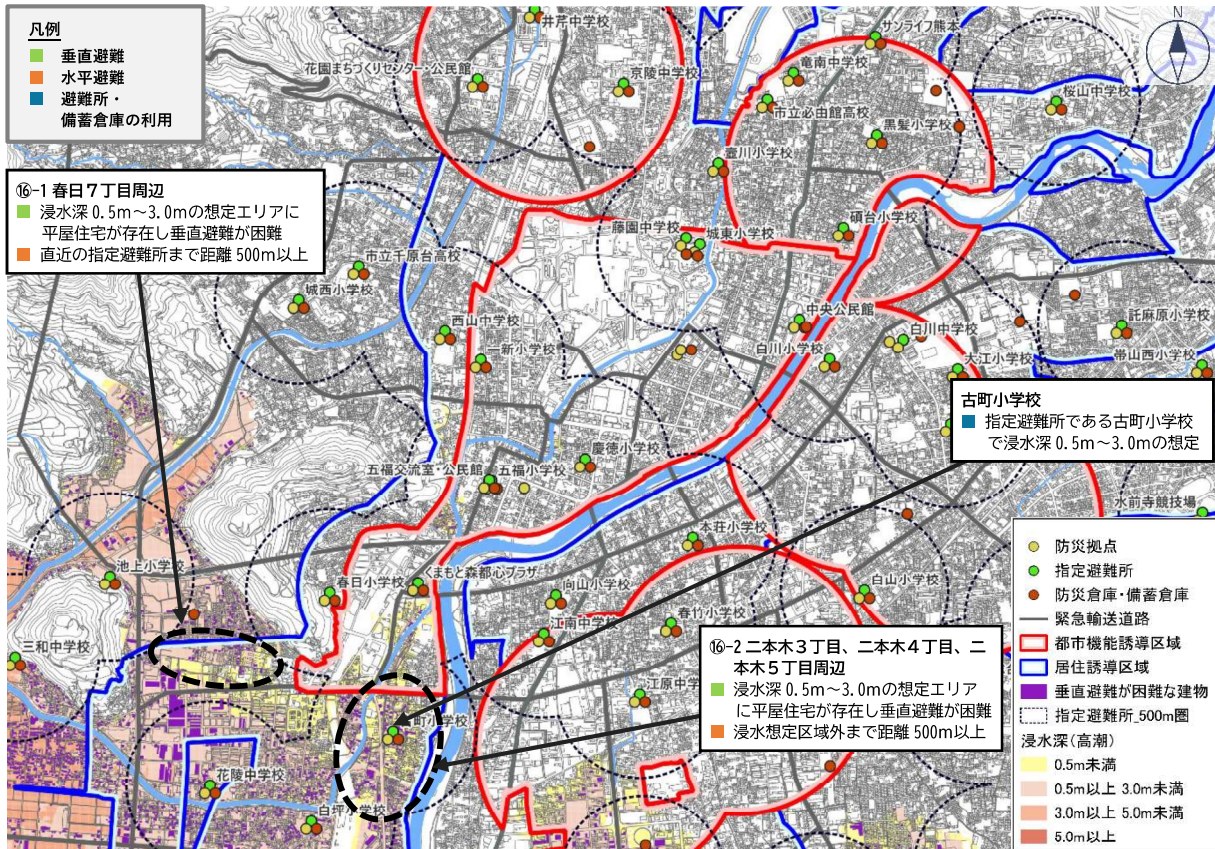 凡例
垂直避難
水平避難
避難所・
備蓄倉庫の利用
N
井芹中学校
サンライフ熊本
花園まちづくりセンター・公民館
京陵中学校
竜南中学校
桜山中学校
市立必由館高校
黒髪小学校
壺川小学校
⑯-1 春日7丁目周辺
浸水深 0.5m～3.0mの想定エリアに
平屋住宅が存在し垂直避難が困難
直近の指定避難所まで距離 500m以上
藤園中学校
城東小学校
碩台小学校
市立千原台高校
城西小学校
中央公民館
西山中学校
一新小学校
白川小学校
白川中学校
託麻原小学校
大江小学校
帯山西小学校
古町小学校
指定避難所である古町小学校
で浸水深 0.5m～3.0mの想定
慶徳小学校
五福交流室・公民館
五福小学校
水前寺競技場
本荘小学校
池上小学校
春日小学校
くまもと森都心プラザ
向山小学校
白山小学校
春竹小学校
江南中学校
三和中学校
⑯-2 二本木3丁目、二本木4丁目、二
本木5丁目周辺
浸水深 0.5m～3.0mの想定エリア
に平屋住宅が存在し垂直避難が困難
浸水想定区域外まで距離 500m以上
江原中学
町小学校
花陵中学校
白坪小学校
防災拠点
指定避難所
防災倉庫・備蓄倉庫
緊急輸送道路
都市機能誘導区域
居住誘導区域
垂直避難が困難な建物
指定避難所_500m圏
浸水深(高潮)
0.5m未満
0.5m以上 3.0m未満
3.0m以上 5.0m未満
5.0m以上